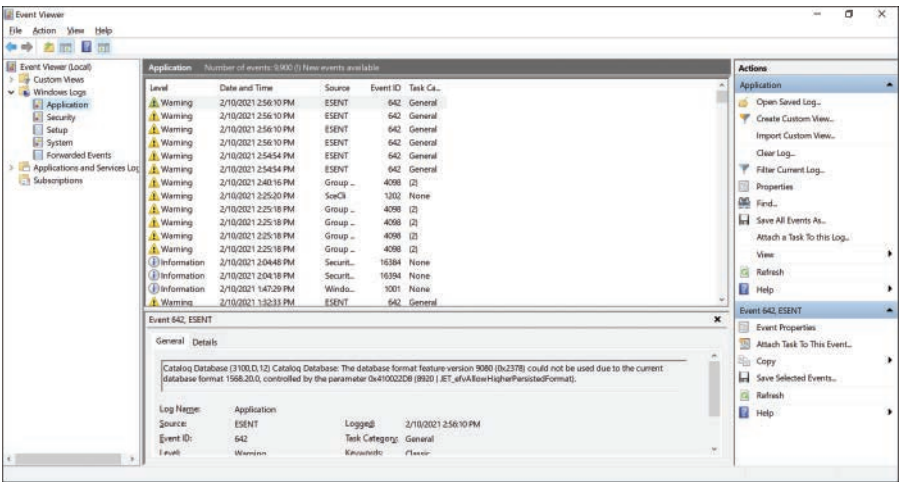 Event Viewer
File Action View Help
Event Viewer (Local)
Custom Views
Windows Logs
Application
Security
Setup
System
Forwarded Events
Applications and Services Log
Subscriptions
Application Number of events: 9,900 (!) New events available
Level Date and Time Source Event ID Task Ca...
Warning 2/10/2021 2:56:10 PM ESENT 642 General
Warning 2/10/2021 2:56:10 PM ESENT 642 General
Warning 2/10/2021 2:56:10 PM ESENT 642 General
Warning 2/10/2021 2:56:10 PM ESENT 642 General
Warning 2/10/2021 2:54:54 PM ESENT 642 General
Warning 2/10/2021 2:54:54 PM ESENT 642 General
Warning 2/10/2021 2:40:16 PM Group ... 4098 (2)
Warning 2/10/2021 2:25:20 PM SceCli 1202 None
Warning 2/10/2021 2:25:18 PM Group ... 4098 (2)
Warning 2/10/2021 2:25:18 PM Group ... 4098 (2)
Warning 2/10/2021 2:25:18 PM Group ... 4098 (2)
Warning 2/10/2021 2:25:18 PM Group ... 4098 (2)
Information 2/10/2021 2:04:48 PM Securit... 16384 None
Information 2/10/2021 2:04:18 PM Securit... 16394 None
Information 2/10/2021 1:47:29 PM Windo... 1001 None
Warning 2/10/2021 1:32:33 PM ESENT 642 General
Event 642, ESENT
General Details
Catalog Database (3100,D,12) Catalog Database: The database format feature version 9080 (0x2378) could not be used due to the current
database format 1568.20.0, controlled by the parameter 0x410022D8 (8920 | JET_efvAllowHigherPersistedFormat).
Log Name: Application
Source: ESENT Logged: 2/10/2021 2:56:10 PM
Event ID: 642 Task Category: General
Level: Warning Keywords: Classic
Actions
Application
Open Saved Log...
Create Custom View...
Import Custom View...
Clear Log...
Filter Current Log...
Properties
Find...
Save All Events As...
Attach a Task To this Log...
View
Refresh
Help
Event 642, ESENT
Event Properties
Attach Task To This Event...
Copy
Save Selected Events...
Refresh
Help